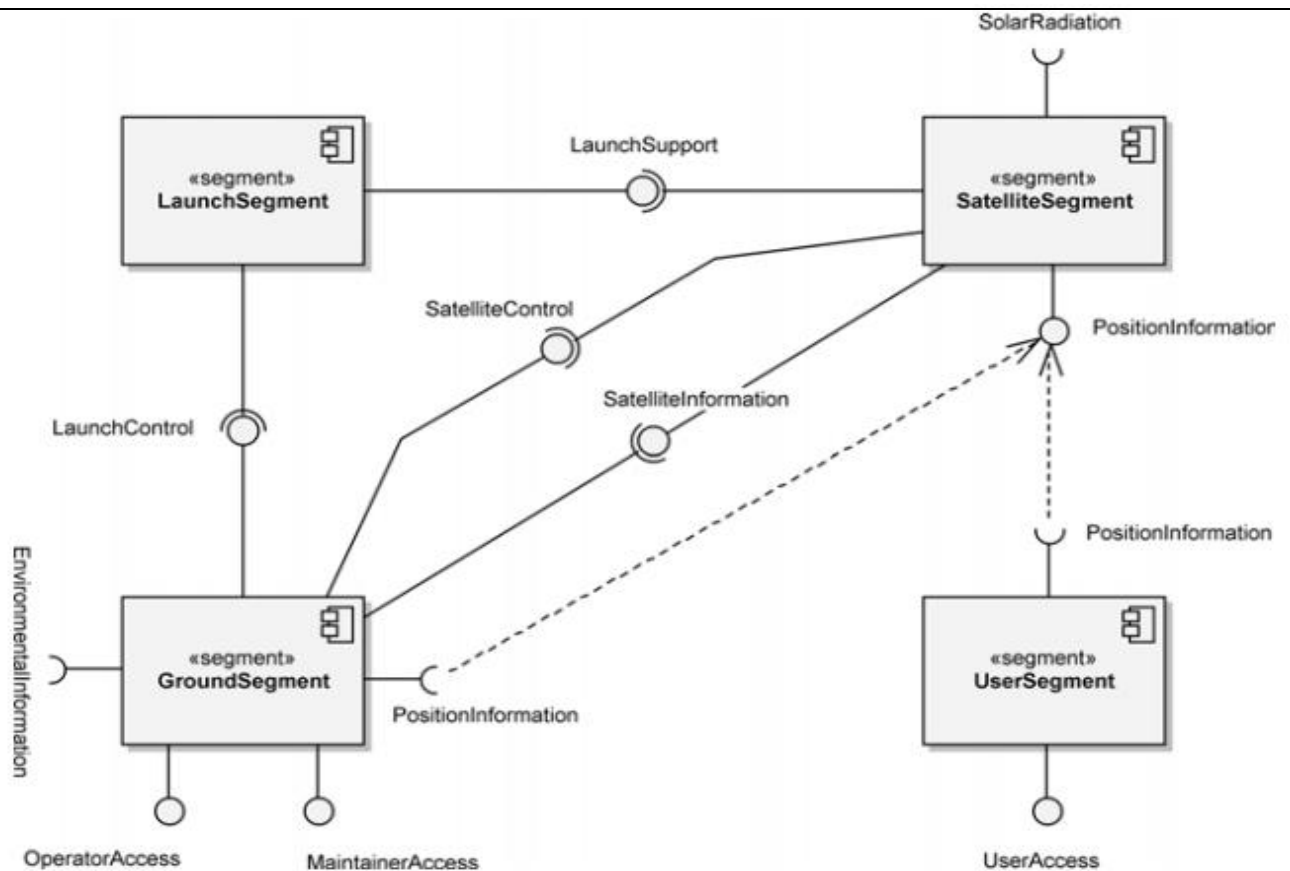 SolarRadiation
LaunchSupport
«segment»
LaunchSegment
«segment»
SatelliteSegment
SatelliteControl
PositionInformation
SatelliteInformation
LaunchControl
PositionInformation
EnvironmentalInformation
«segment»
GroundSegment
«segment»
UserSegment
PositionInformation
OperatorAccess
MaintainerAccess
UserAccess